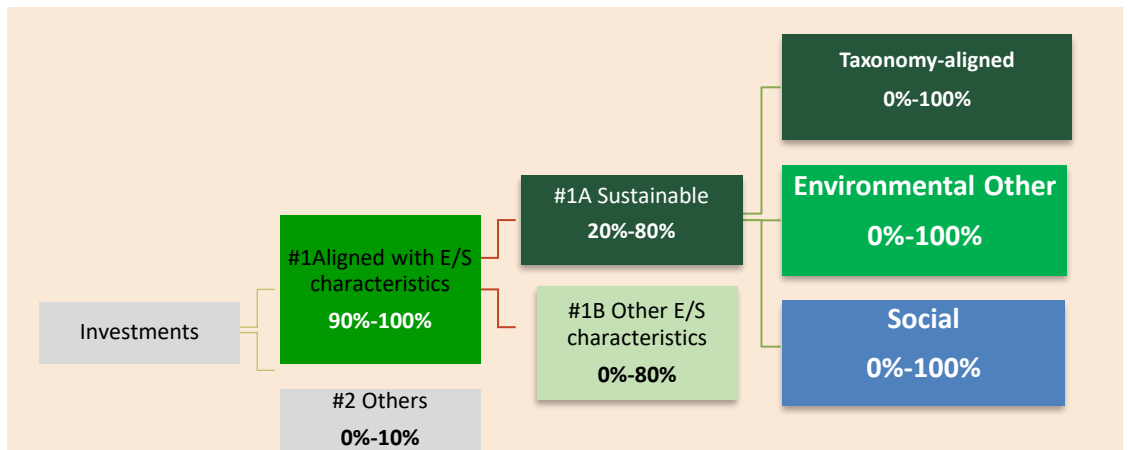 Investments
#1Aligned with E/S
characteristics
90%-100%
#2 Others
0%-10%
#1A Sustainable
20%-80%
#1B Other E/S
characteristics
0%-80%
Taxonomy-aligned
0%-100%
Environmental Other
0%-100%
Social
0%-100%